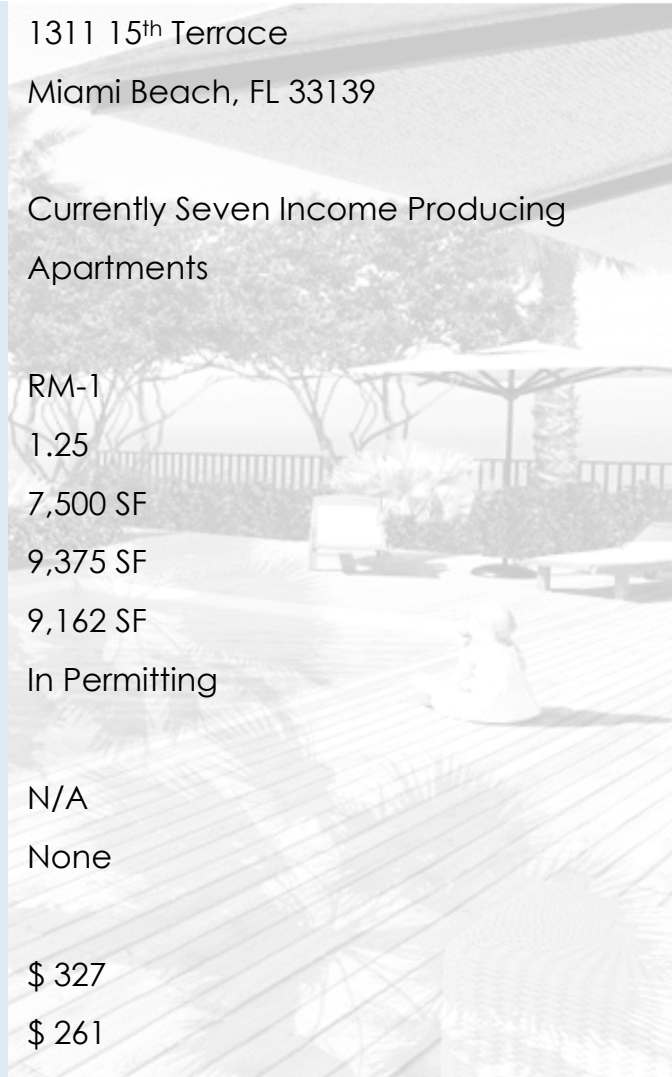 1311 15th Terrace
Miami Beach, FL 33139
Currently Seven Income Producing
Apartments
RM-1
1.25
7,500 SF
9,375 SF
9,162 SF
In Permitting
N/A
None
$ 327
$ 261